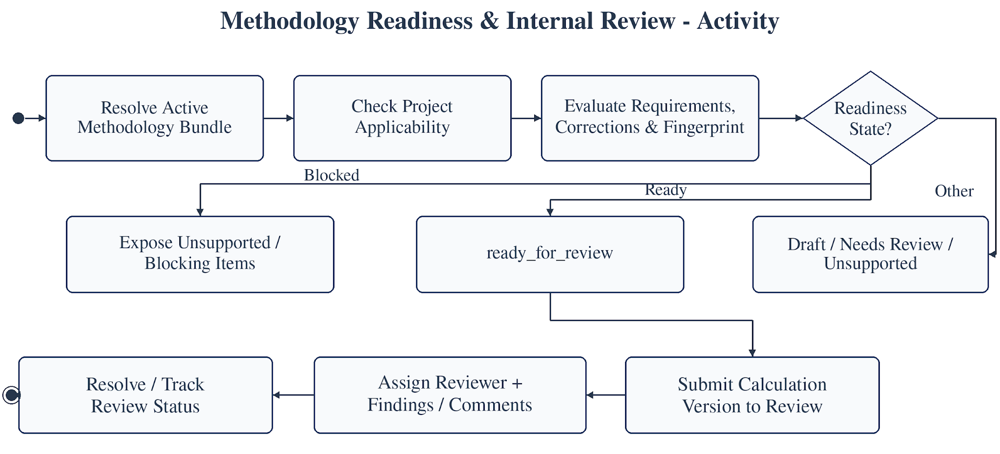 Methodology Readiness & Internal Review - Activity
Resolve Active
Methodology Bundle
Check Project
Applicability
Evaluate Requirements,
Corrections & Fingerprint
Readiness
State?
Blocked
Ready
Other
Expose Unsupported /
Blocking Items
ready_for_review
Draft / Needs Review /
Unsupported
Resolve / Track
Review Status
Assign Reviewer +
Findings / Comments
Submit Calculation
Version to Review